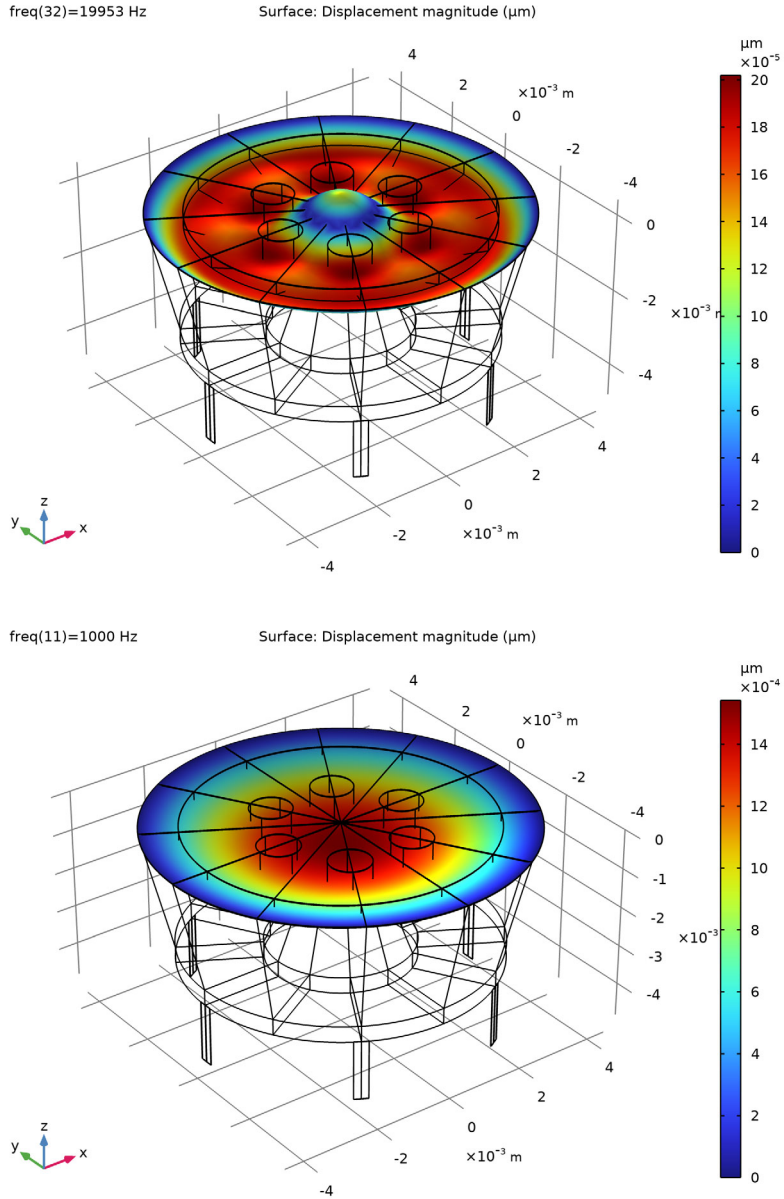 freq(32)=19953 Hz
Surface: Displacement magnitude (μm)
μm
×10⁻⁵
20
18
16
14
12
10
8
6
4
2
0
4
2
×10⁻³ m
0
-2
-4
0
-2
×10⁻³ m
-4
4
2
0
×10⁻³ m
-2
-4
z
y
x
freq(11)=1000 Hz
Surface: Displacement magnitude (μm)
μm
×10⁻⁴
14
12
10
8
6
4
2
0
4
2
×10⁻³ m
0
-2
-4
0
-1
-2
×10⁻³
-3
-4
4
2
0
×10⁻³ m
-2
-4
z
y
x